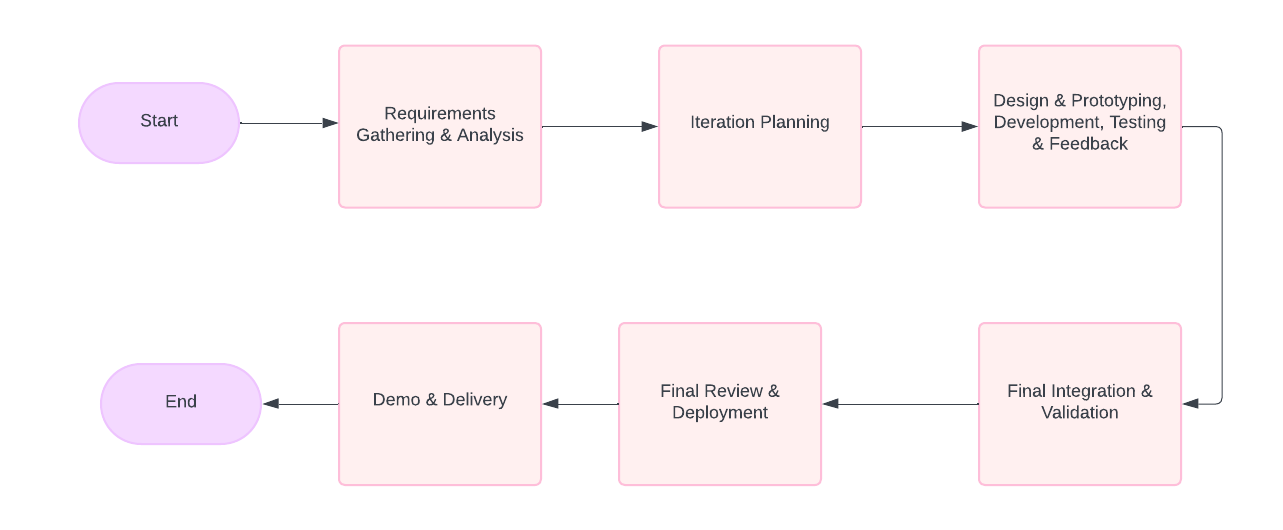 Start
Requirements
Gathering & Analysis
Iteration Planning
Design & Prototyping,
Development, Testing
& Feedback
Final Integration &
Validation
Final Review &
Deployment
Demo & Delivery
End